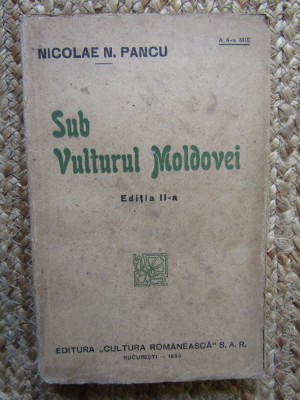 NICOLAE N. PANCU
A 4-a MIE
Sub
Vulturul Moldovei
Ediția II-a
EDITURA „CULTURA ROMÂNEASCĂ" S. A. R.
BUCUREȘTI —